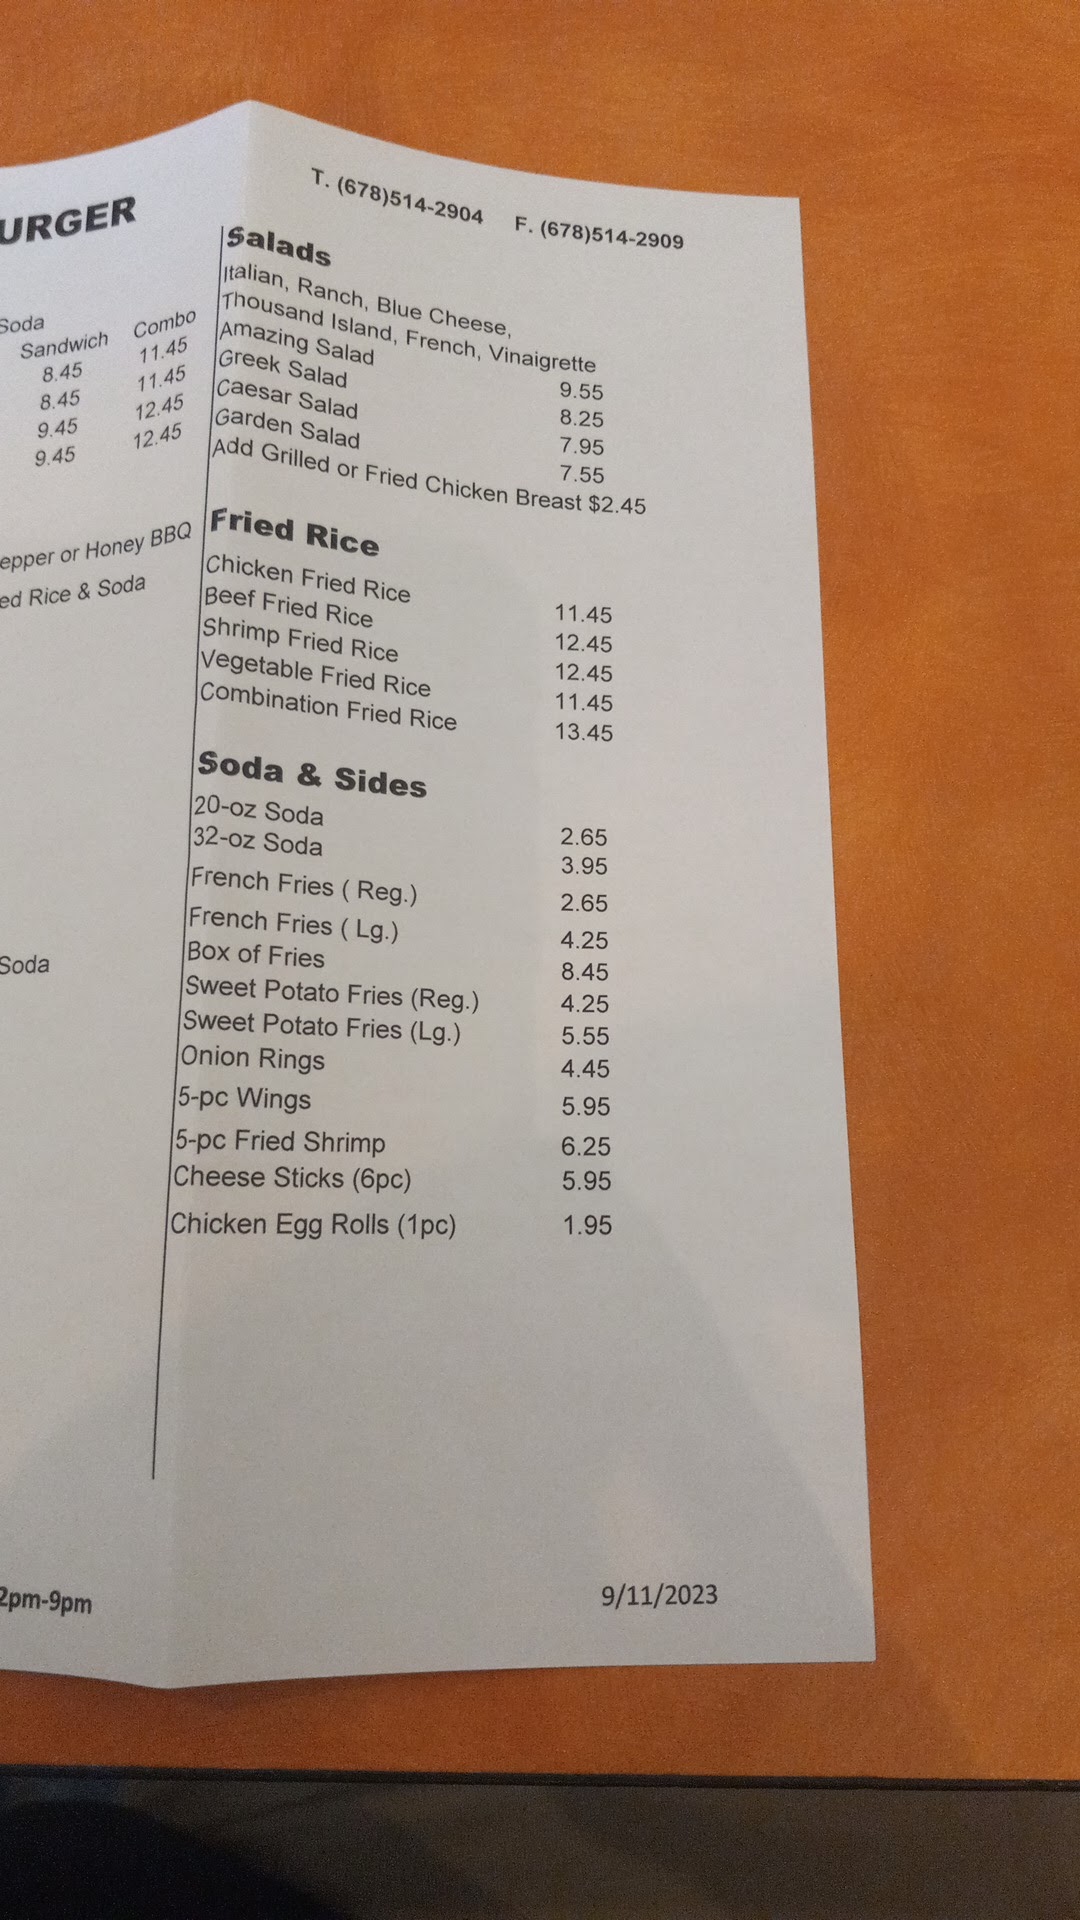 URGER
Soda
Sandwich Combo
8.45 11.45
8.45 11.45
9.45 12.45
9.45 12.45
epper or Honey BBQ
ed Rice & Soda
Soda
2pm-9pm
T. (678)514-2904 F. (678)514-2909
Salads
Italian, Ranch, Blue Cheese,
Thousand Island, French, Vinaigrette
Amazing Salad 9.55
Greek Salad 8.25
Caesar Salad 7.95
Garden Salad 7.55
Add Grilled or Fried Chicken Breast $2.45
Fried Rice
Chicken Fried Rice 11.45
Beef Fried Rice 12.45
Shrimp Fried Rice 12.45
Vegetable Fried Rice 11.45
Combination Fried Rice 13.45
Soda & Sides
20-oz Soda 2.65
32-oz Soda 3.95
French Fries ( Reg.) 2.65
French Fries ( Lg.) 4.25
Box of Fries 8.45
Sweet Potato Fries (Reg.) 4.25
Sweet Potato Fries (Lg.) 5.55
Onion Rings 4.45
5-pc Wings 5.95
5-pc Fried Shrimp 6.25
Cheese Sticks (6pc) 5.95
Chicken Egg Rolls (1pc) 1.95
9/11/2023